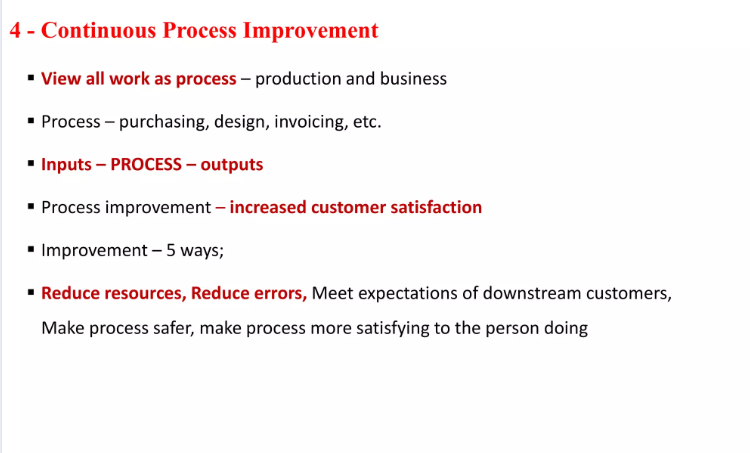 4 - Continuous Process Improvement
▪ View all work as process – production and business
▪ Process – purchasing, design, invoicing, etc.
▪ Inputs – PROCESS – outputs
▪ Process improvement – increased customer satisfaction
▪ Improvement – 5 ways;
▪ Reduce resources, Reduce errors, Meet expectations of downstream customers,
Make process safer, make process more satisfying to the person doing